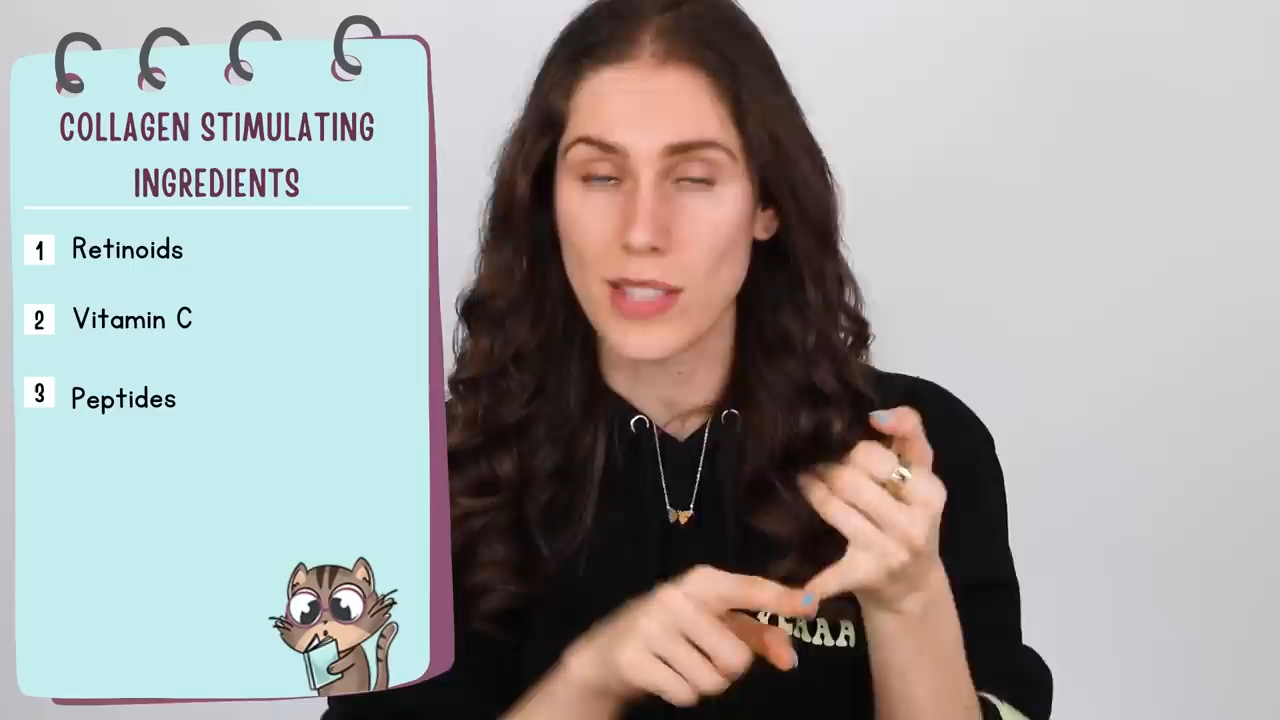 COLLAGEN STIMULATING
INGREDIENTS
1 Retinoids
2 Vitamin C
3 Peptides